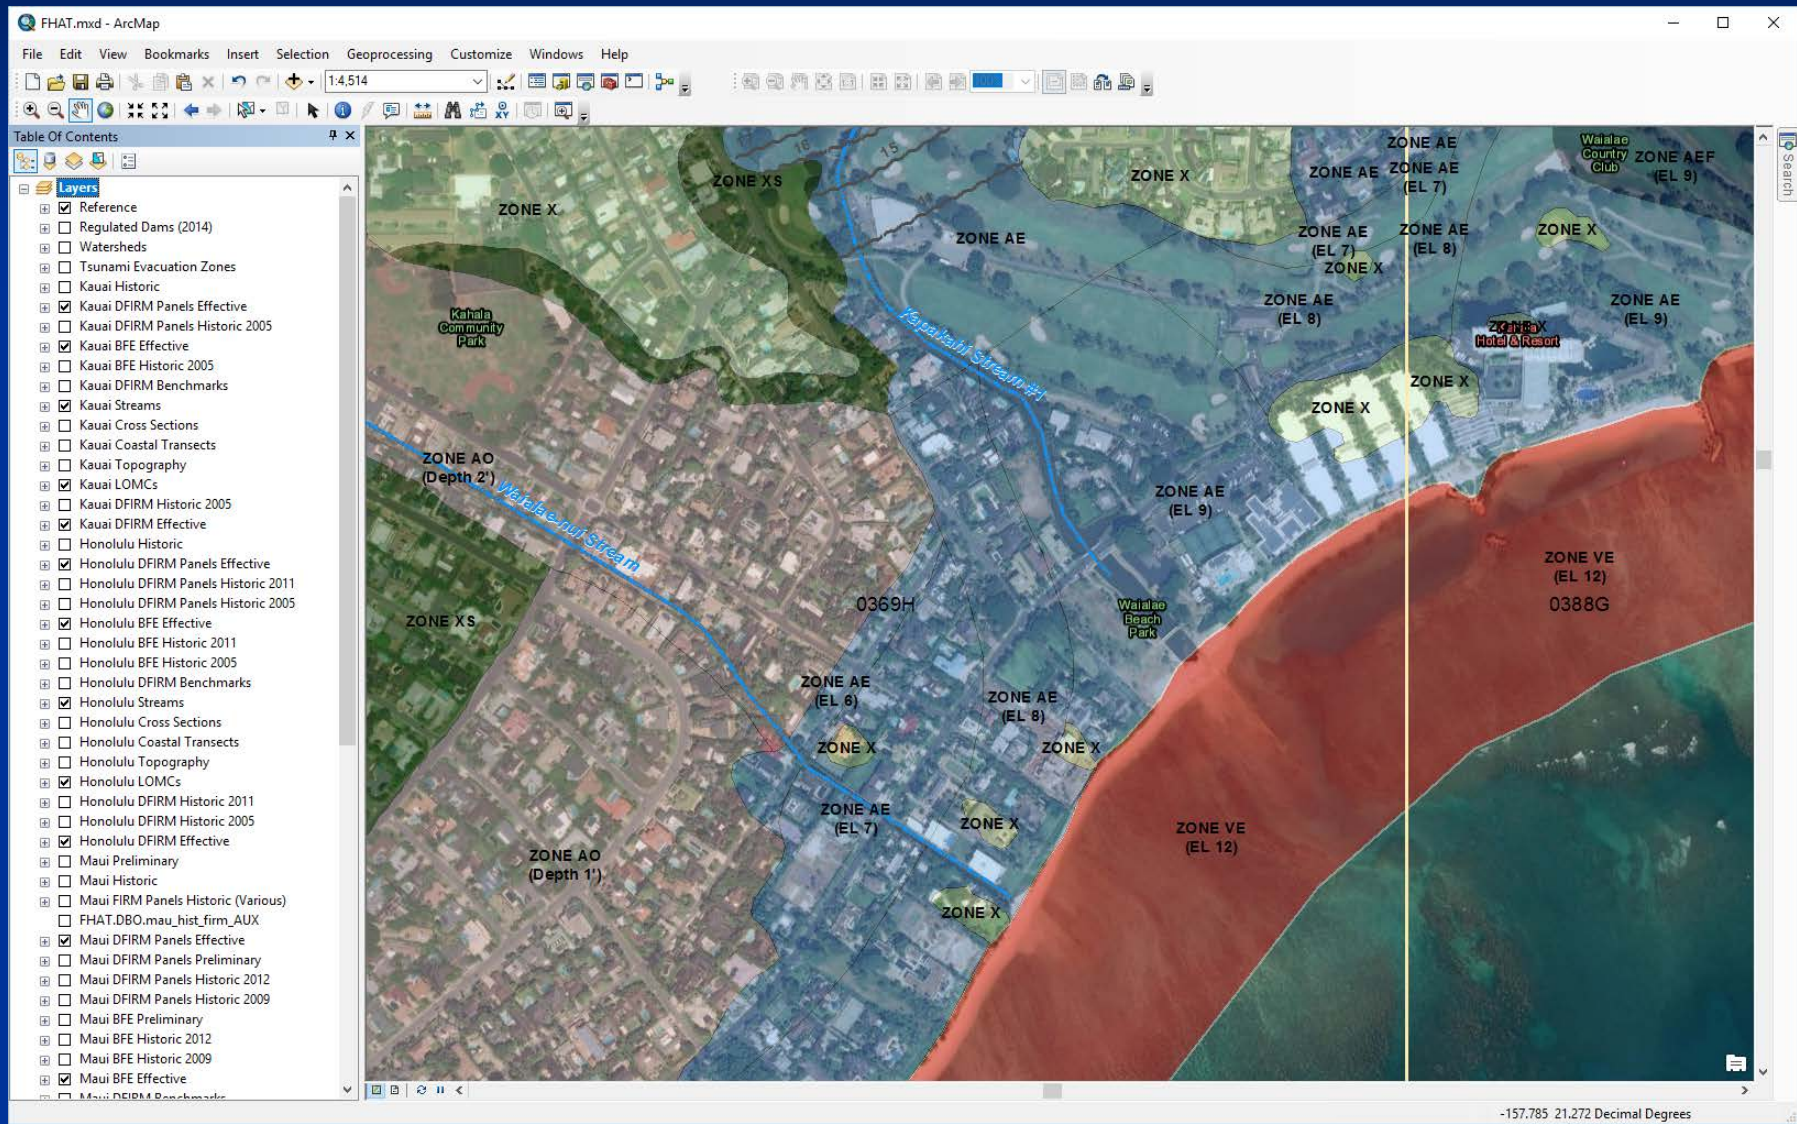 FHAT.mxd - ArcMap
File Edit View Bookmarks Insert Selection Geoprocessing Customize Windows Help
1:4,514
Table Of Contents
Layers
Reference
Regulated Dams (2014)
Watersheds
Tsunami Evacuation Zones
Kauai Historic
Kauai DFIRM Panels Effective
Kauai DFIRM Panels Historic 2005
Kauai BFE Effective
Kauai BFE Historic 2005
Kauai DFIRM Benchmarks
Kauai Streams
Kauai Cross Sections
Kauai Coastal Transects
Kauai Topography
Kauai LOMCs
Kauai DFIRM Historic 2005
Kauai DFIRM Effective
Honolulu Historic
Honolulu DFIRM Panels Effective
Honolulu DFIRM Panels Historic 2011
Honolulu DFIRM Panels Historic 2005
Honolulu BFE Effective
Honolulu BFE Historic 2011
Honolulu BFE Historic 2005
Honolulu DFIRM Benchmarks
Honolulu Streams
Honolulu Cross Sections
Honolulu Coastal Transects
Honolulu Topography
Honolulu LOMCs
Honolulu DFIRM Historic 2011
Honolulu DFIRM Historic 2005
Honolulu DFIRM Effective
Maui Preliminary
Maui Historic
Maui FIRM Panels Historic (Various)
FHAT.DBO.mau_hist_firm_AUX
Maui DFIRM Panels Effective
Maui DFIRM Panels Preliminary
Maui DFIRM Panels Historic 2012
Maui DFIRM Panels Historic 2009
Maui BFE Preliminary
Maui BFE Historic 2012
Maui BFE Historic 2009
Maui BFE Effective
Maui DFIRM Benchmarks
ZONE X
ZONE XS
16
15
ZONE AE
ZONE X
ZONE AE
ZONE AE
ZONE AE
(EL 7)
Waialae
Country
Club
ZONE AEF
(EL 9)
ZONE AE
(EL 7)
ZONE X
ZONE AE
(EL 8)
ZONE X
ZONE AE
(EL 8)
ZONE AE
(EL 9)
Kahala
Community
Park
Kapakahi Stream #1
ZONE X
Hotel & Resort
ZONE X
ZONE X
ZONE AO
(Depth 2')
Waialae-nui Stream
ZONE AE
(EL 9)
ZONE VE
(EL 12)
0388G
0369H
Waialae
Beach
Park
ZONE XS
ZONE AE
(EL 6)
ZONE AE
(EL 8)
ZONE X
ZONE X
ZONE AE
(EL 7)
ZONE X
ZONE VE
(EL 12)
ZONE AO
(Depth 1')
ZONE X
Search
-157.785 21.272 Decimal Degrees